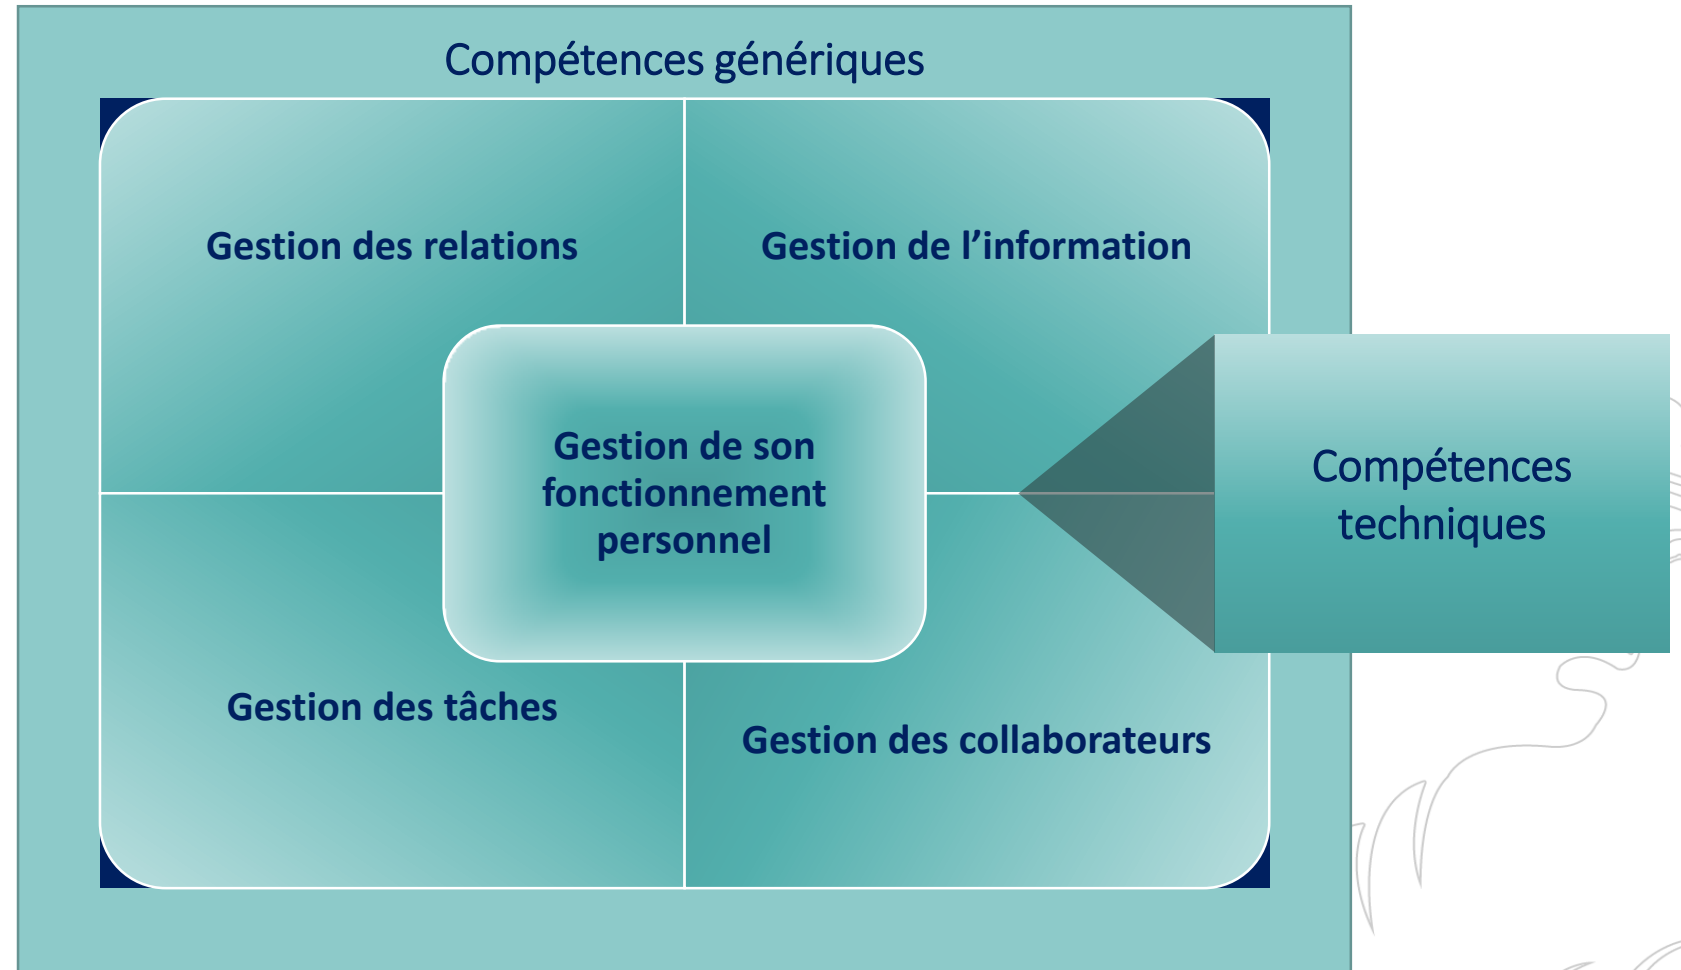 Compétences génériques
Gestion des relations
Gestion de l’information
Gestion de son
fonctionnement
personnel
Compétences
techniques
Gestion des tâches
Gestion des collaborateurs